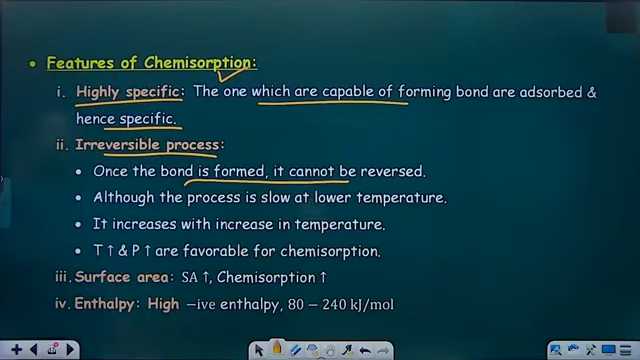 • Features of Chemisorption:
i. Highly specific: The one which are capable of forming bond are adsorbed &
hence specific.
ii. Irreversible process:
• Once the bond is formed, it cannot be reversed.
• Although the process is slow at lower temperature.
• It increases with increase in temperature.
• T ↑ & P ↑ are favorable for chemisorption.
iii. Surface area: SA ↑, Chemisorption ↑
iv. Enthalpy: High −ive enthalpy, 80 − 240 kJ/mol